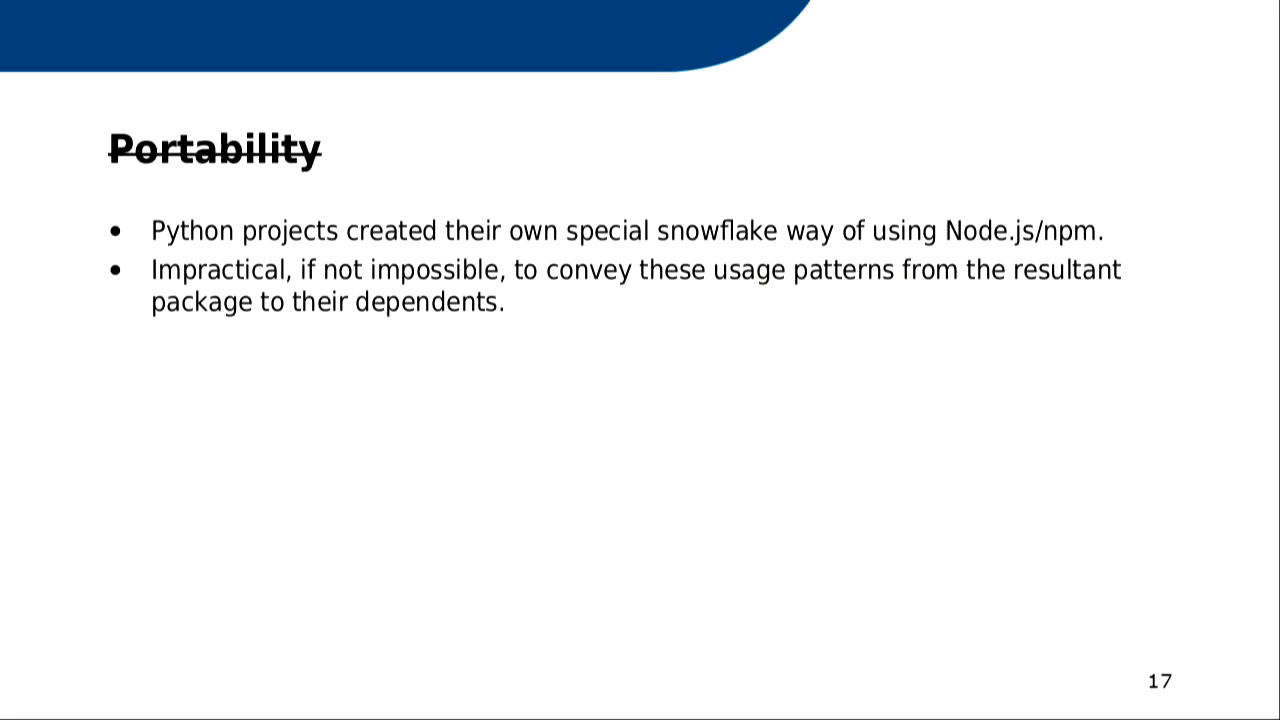 Portability
• Python projects created their own special snowflake way of using Node.js/npm.
• Impractical, if not impossible, to convey these usage patterns from the resultant
package to their dependents.
17